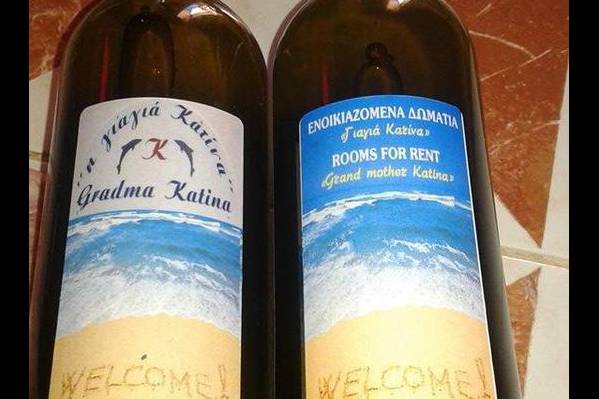 "η γιαγιά Κατίνα"
K
Gradma Katina
WELCOME!
ΕΝΟΙΚΙΑΖΟΜΕΝΑ ΔΩΜΑΤΙΑ
«Γιαγιά Κατίνα»
ROOMS FOR RENT
«Grand mother Katina»
WELCOME!